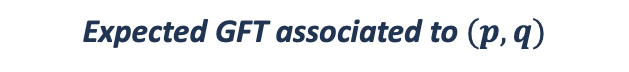 Expected GFT associated to (p, q)